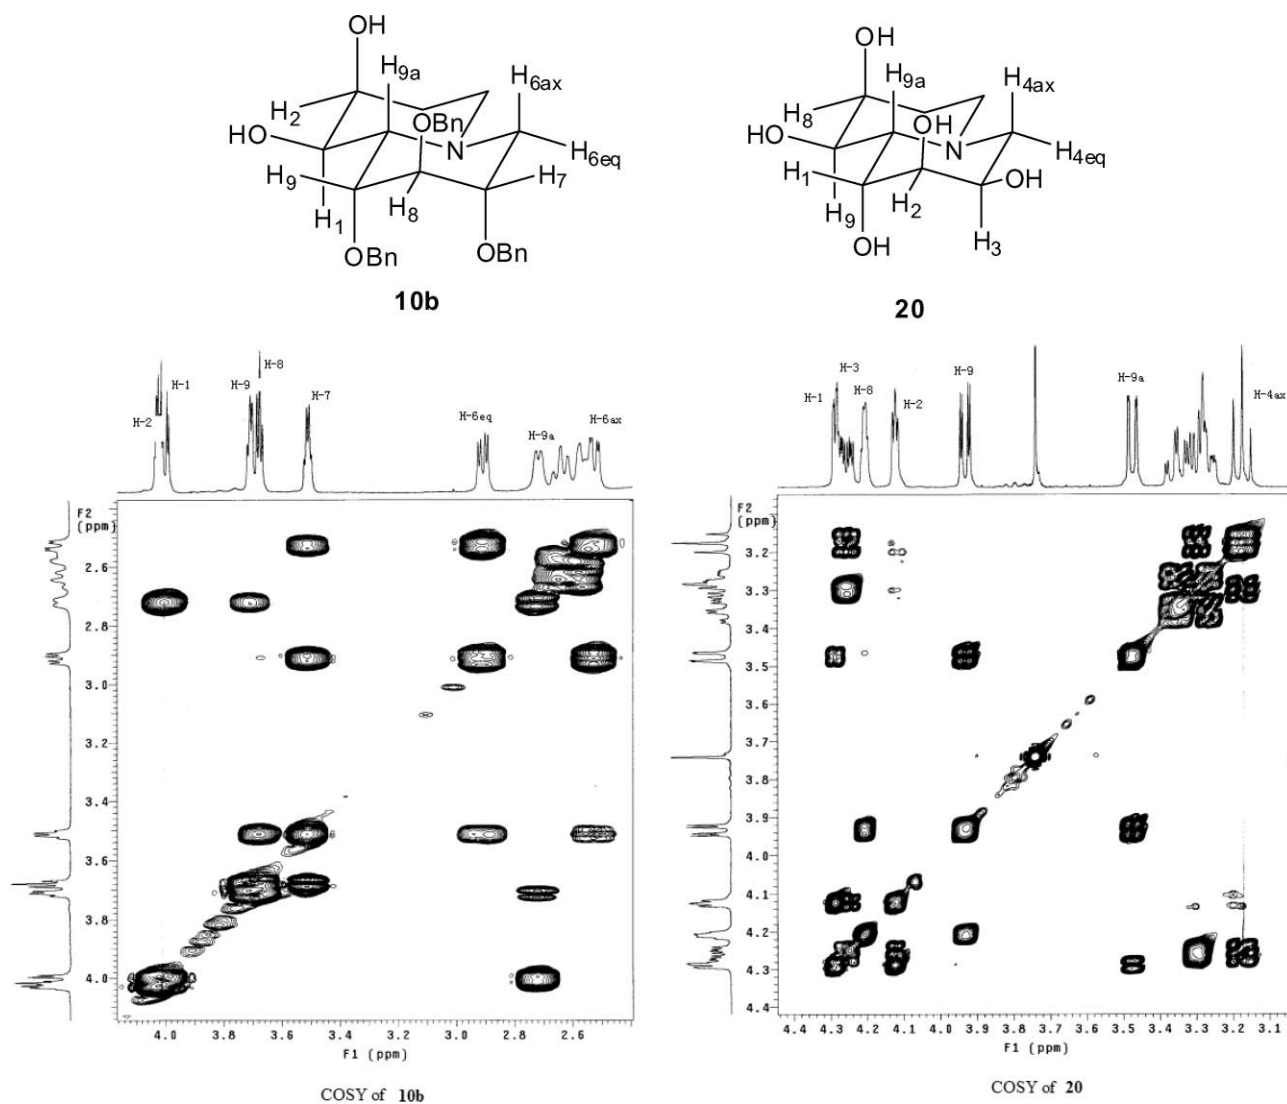 OH
H9a
H6ax
H2
OBn
HO
N
H6eq
H9
H7
H8
H1
OBn
OBn
10b
OH
H9a
H4ax
H8
OH
HO
N
H4eq
H1
OH
H2
H9
H3
OH
20
H-2
H-1
H-9
H-8
H-7
H-6eq
H-9a
H-6ax
F2
(ppm)
2.6
2.8
3.0
3.2
3.4
3.6
3.8
4.0
4.0 3.8 3.6 3.4 3.2 3.0 2.8 2.6
F1 (ppm)
COSY of 10b
H-1
H-3
H-8
H-2
H-9
H-9a
H-4ax
F2
(ppm)
3.2
3.3
3.4
3.5
3.6
3.7
3.8
3.9
4.0
4.1
4.2
4.3
4.4
4.4 4.3 4.2 4.1 4.0 3.9 3.8 3.7 3.6 3.5 3.4 3.3 3.2 3.1
F1 (ppm)
COSY of 20